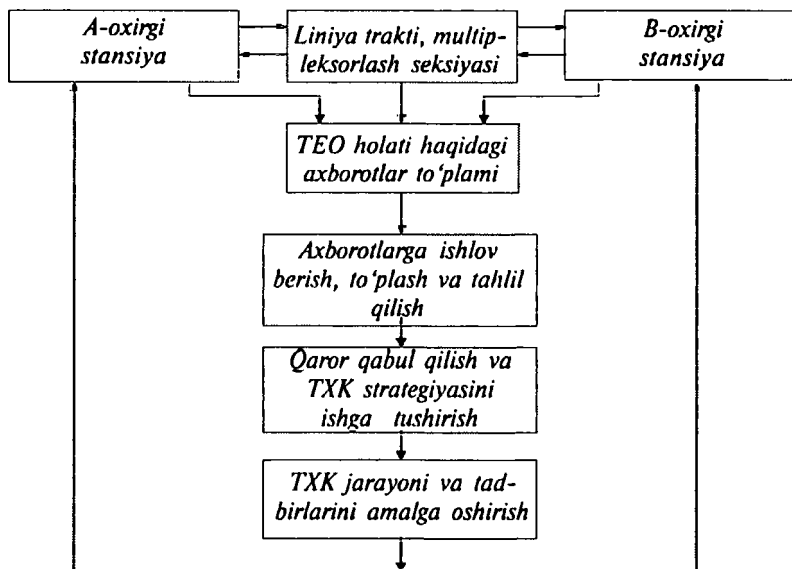 A-oxirgi
stansiya
Liniya trakti, multip-
leksorlash seksiyasi
B-oxirgi
stansiya
TEO holati haqidagi
axborotlar to‘plami
Axborotlarga ishlov
berish, to‘plash va tahlil
qilish
Qaror qabul qilish va
TXK strategiyasini
ishga tushirish
TXK jarayoni va tad-
birlarini amalga oshirish